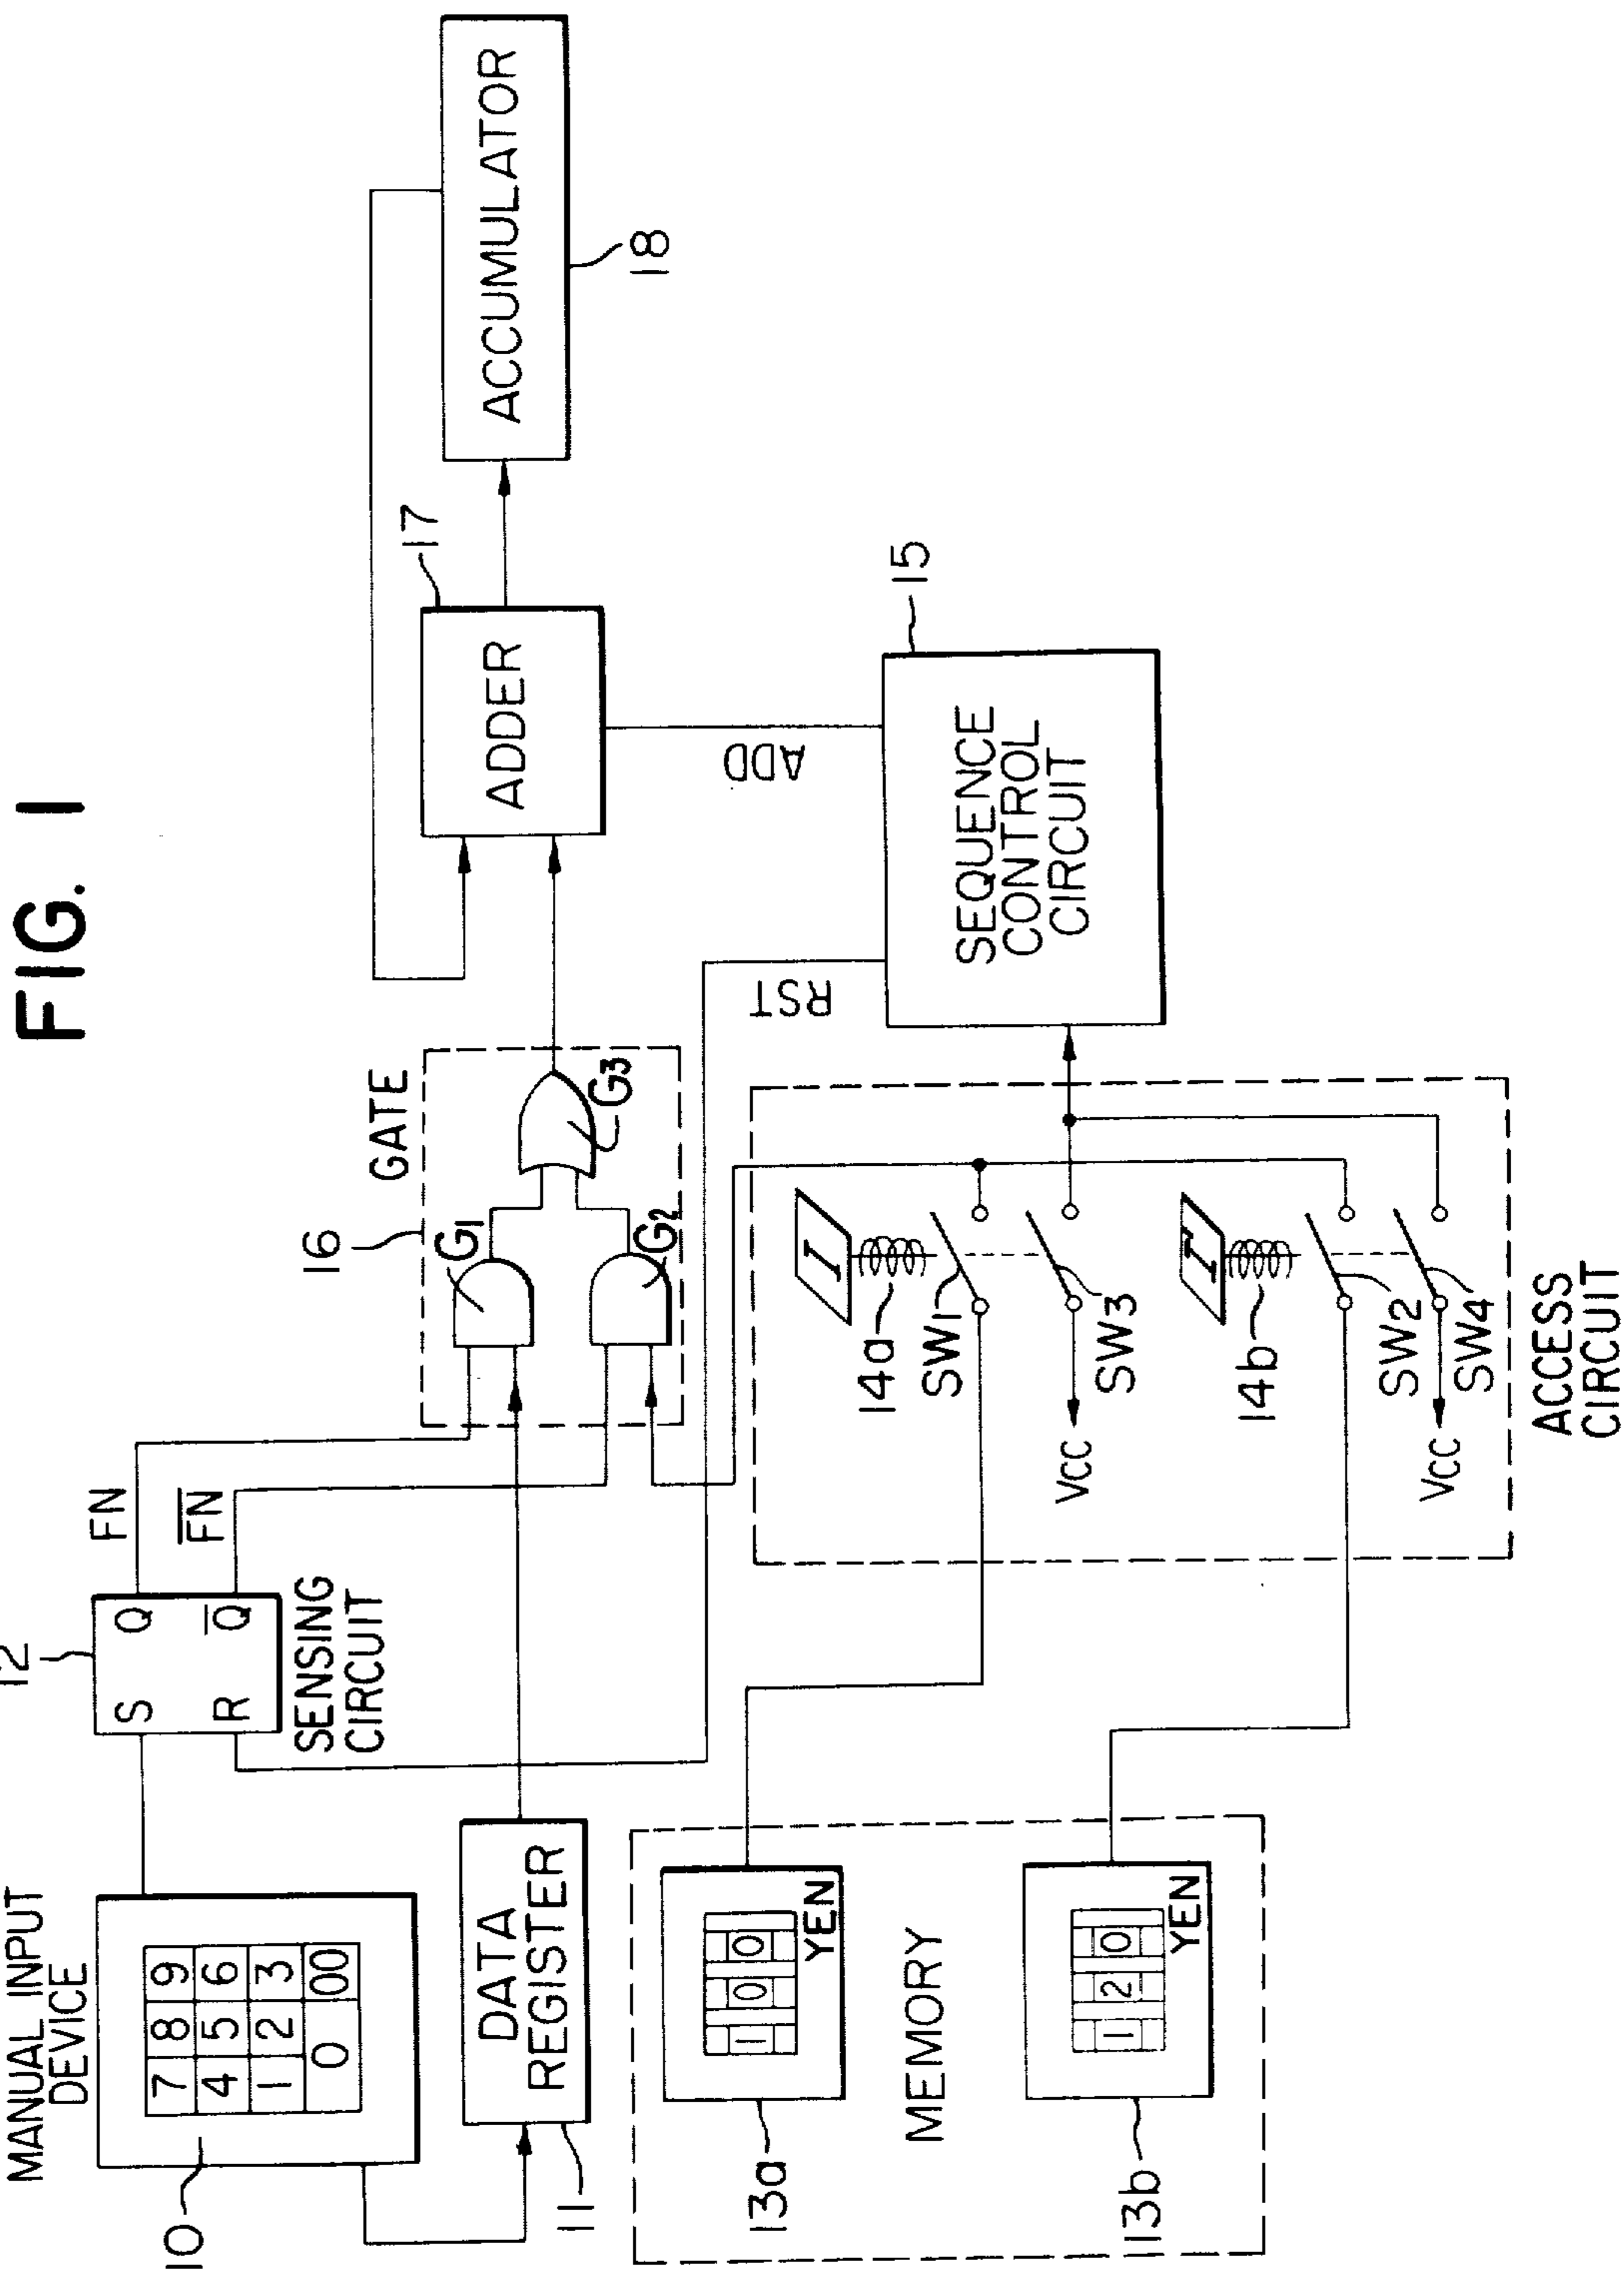 FIG. 1
MANUAL INPUT
DEVICE
7 8 9
4 5 6
1 2 3
0 00
10
12
S Q
R Q̅
SENSING
CIRCUIT
FN
F̅N̅
DATA
REGISTER
11
16
GATE
G1
G2
G3
17
ADDER
ACCUMULATOR
18
ADD
RST
15
SEQUENCE
CONTROL
CIRCUIT
MEMORY
13a
1 0 0
YEN
13b
1 2 0
YEN
I
14a
SW1
SW3
VCC
14b
SW2
SW4
VCC
ACCESS
CIRCUIT